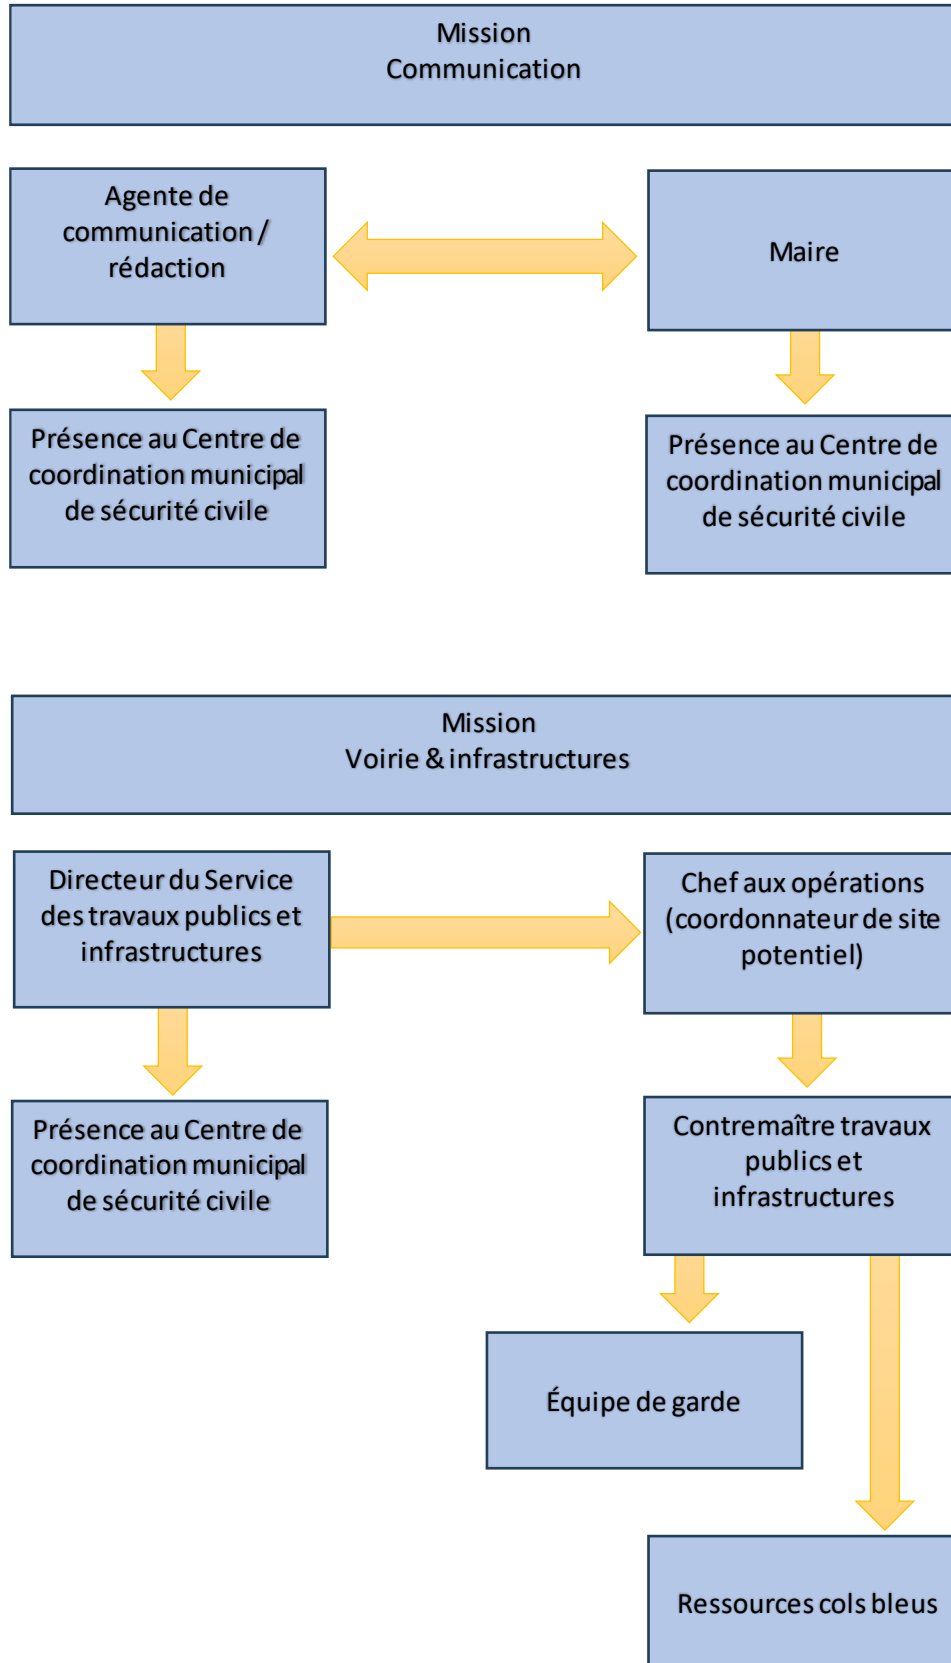 Mission
Communication
Agente de
communication /
rédaction
Maire
Présence au Centre de
coordination municipal
de sécurité civile
Présence au Centre de
coordination municipal
de sécurité civile
Mission
Voirie & infrastructures
Directeur du Service
des travaux publics et
infrastructures
Chef aux opérations
(coordonnateur de site
potentiel)
Présence au Centre de
coordination municipal
de sécurité civile
Contremaître travaux
publics et
infrastructures
Équipe de garde
Ressources cols bleus